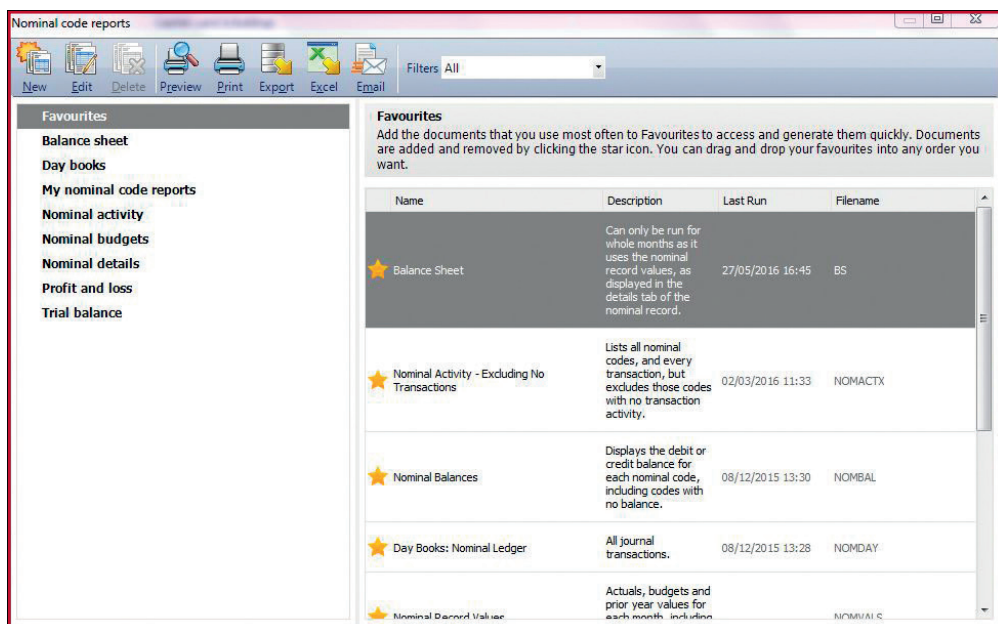 Nominal code reports
New Edit Delete Preview Print Export Excel Email Filters All
Favourites
Balance sheet
Day books
My nominal code reports
Nominal activity
Nominal budgets
Nominal details
Profit and loss
Trial balance
Favourites
Add the documents that you use most often to Favourites to access and generate them quickly. Documents
are added and removed by clicking the star icon. You can drag and drop your favourites into any order you
want.
Name Description Last Run Filename
Balance Sheet
Can only be run for
whole months as it
uses the nominal
record values, as
displayed in the
details tab of the
nominal record.
27/05/2016 16:45 BS
Nominal Activity - Excluding No
Transactions
Lists all nominal
codes, and every
transaction, but
excludes those codes
with no transaction
activity.
02/03/2016 11:33 NOMACTX
Nominal Balances
Displays the debit or
credit balance for
each nominal code,
including codes with
no balance.
08/12/2015 13:30 NOMBAL
Day Books: Nominal Ledger
All journal
transactions.
08/12/2015 13:28 NOMDAY
Nominal Record Values
Actuals, budgets and
prior year values for
each month, including
NOMVALS